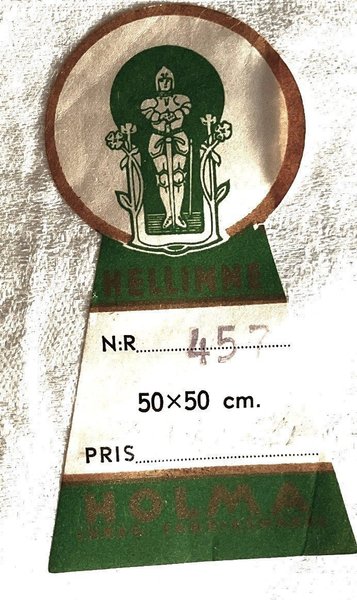 HELLINNE
N:R 457
50×50 cm.
PRIS
HOLMA